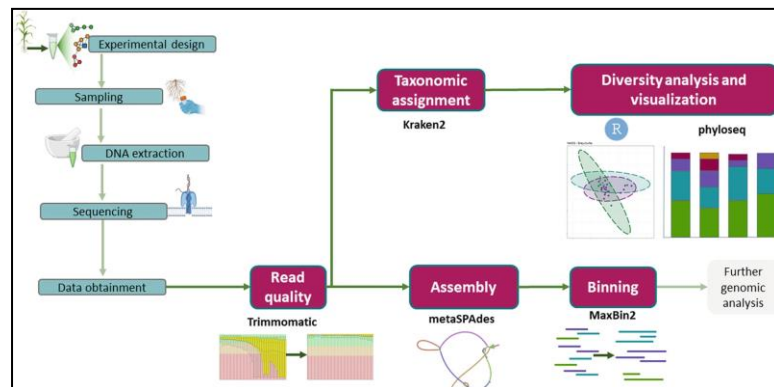 Experimental design
Sampling
DNA extraction
Sequencing
Data obtainment
Read
quality
Trimmomatic
Taxonomic
assignment
Kraken2
Diversity analysis and
visualization
R
phyloseq
Assembly
metaSPAdes
Binning
MaxBin2
Further
genomic
analysis